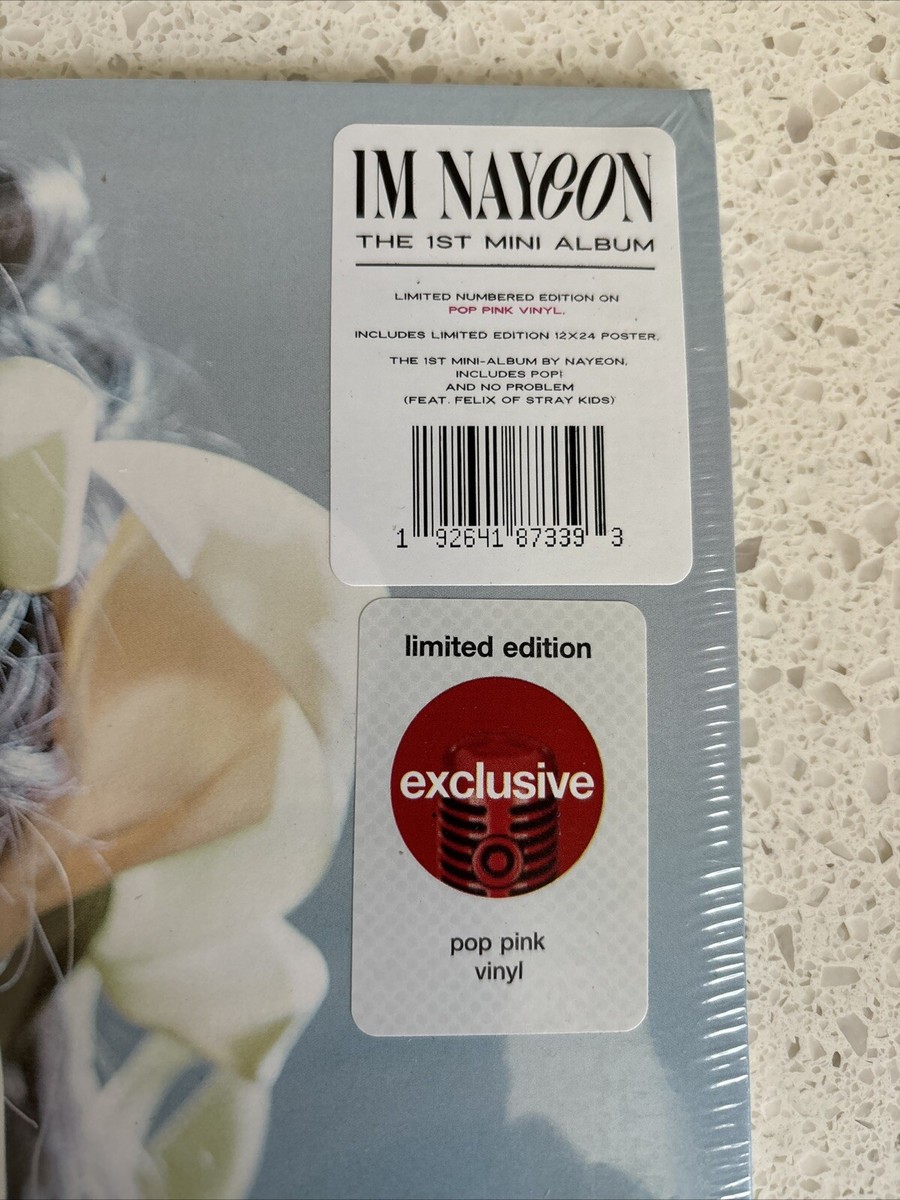 IM NAYEON
THE 1ST MINI ALBUM
LIMITED NUMBERED EDITION ON
POP PINK VINYL.
INCLUDES LIMITED EDITION 12X24 POSTER.
THE 1ST MINI-ALBUM BY NAYEON,
INCLUDES POP!
AND NO PROBLEM
(FEAT. FELIX OF STRAY KIDS)
1 92641 87339 3
limited edition
exclusive
pop pink
vinyl